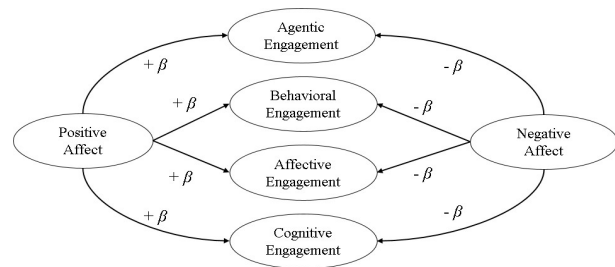 Agentic
Engagement
+ β
- β
Behavioral
Engagement
+ β
- β
Positive
Affect
Negative
Affect
Affective
Engagement
+ β
- β
Cognitive
Engagement
+ β
- β